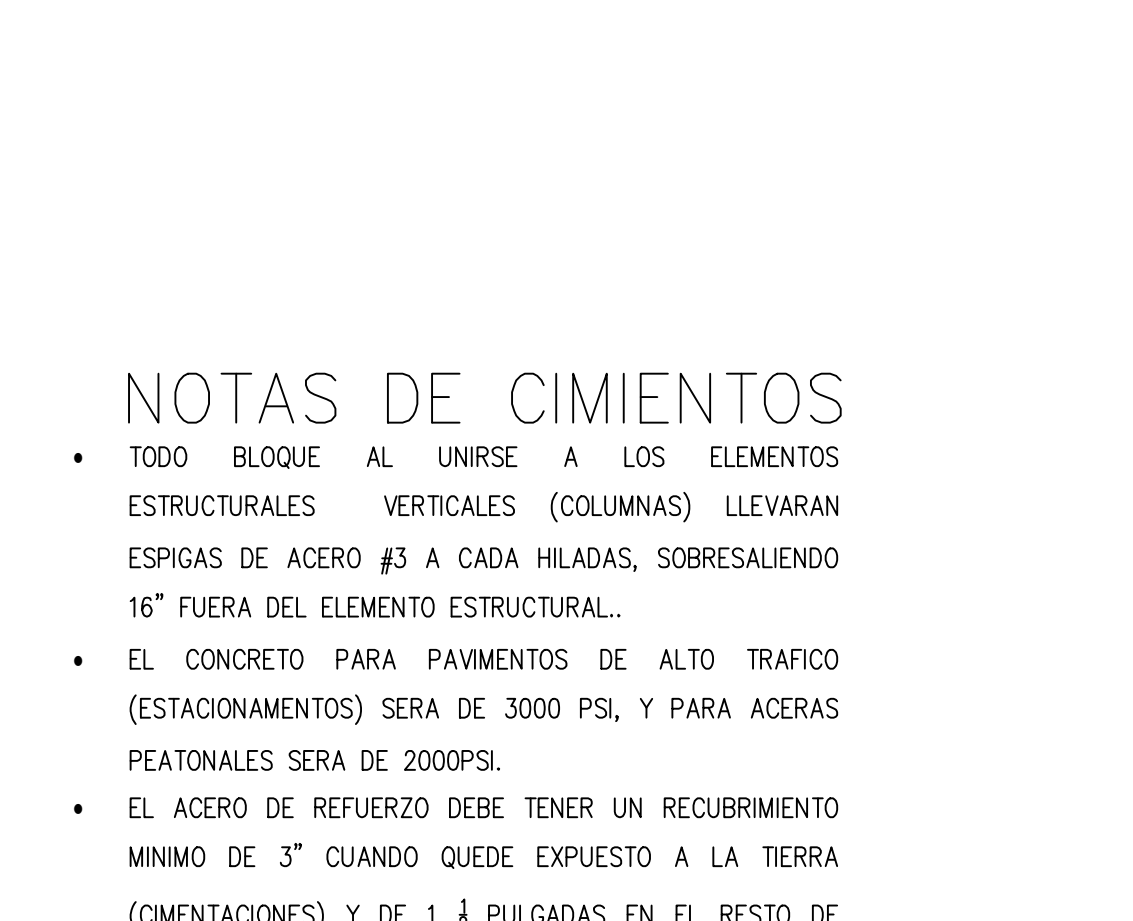 NOTAS DE CIMIENTOS
• TODO BLOQUE AL UNIRSE A LOS ELEMENTOS
ESTRUCTURALES VERTICALES (COLUMNAS) LLEVARAN
ESPIGAS DE ACERO #3 A CADA HILADAS, SOBRESALIENDO
16” FUERA DEL ELEMENTO ESTRUCTURAL..
• EL CONCRETO PARA PAVIMENTOS DE ALTO TRAFICO
(ESTACIONAMENTOS) SERA DE 3000 PSI, Y PARA ACERAS
PEATONALES SERA DE 2000PSI.
• EL ACERO DE REFUERZO DEBE TENER UN RECUBRIMIENTO
MINIMO DE 3” CUANDO QUEDE EXPUESTO A LA TIERRA
(CIMENTACIONES) Y DE 1 PULGADAS EN EL RESTO DE